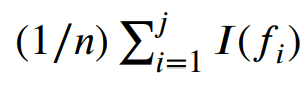 (1/n) ∑_{i=1}^{j} I(f_i)